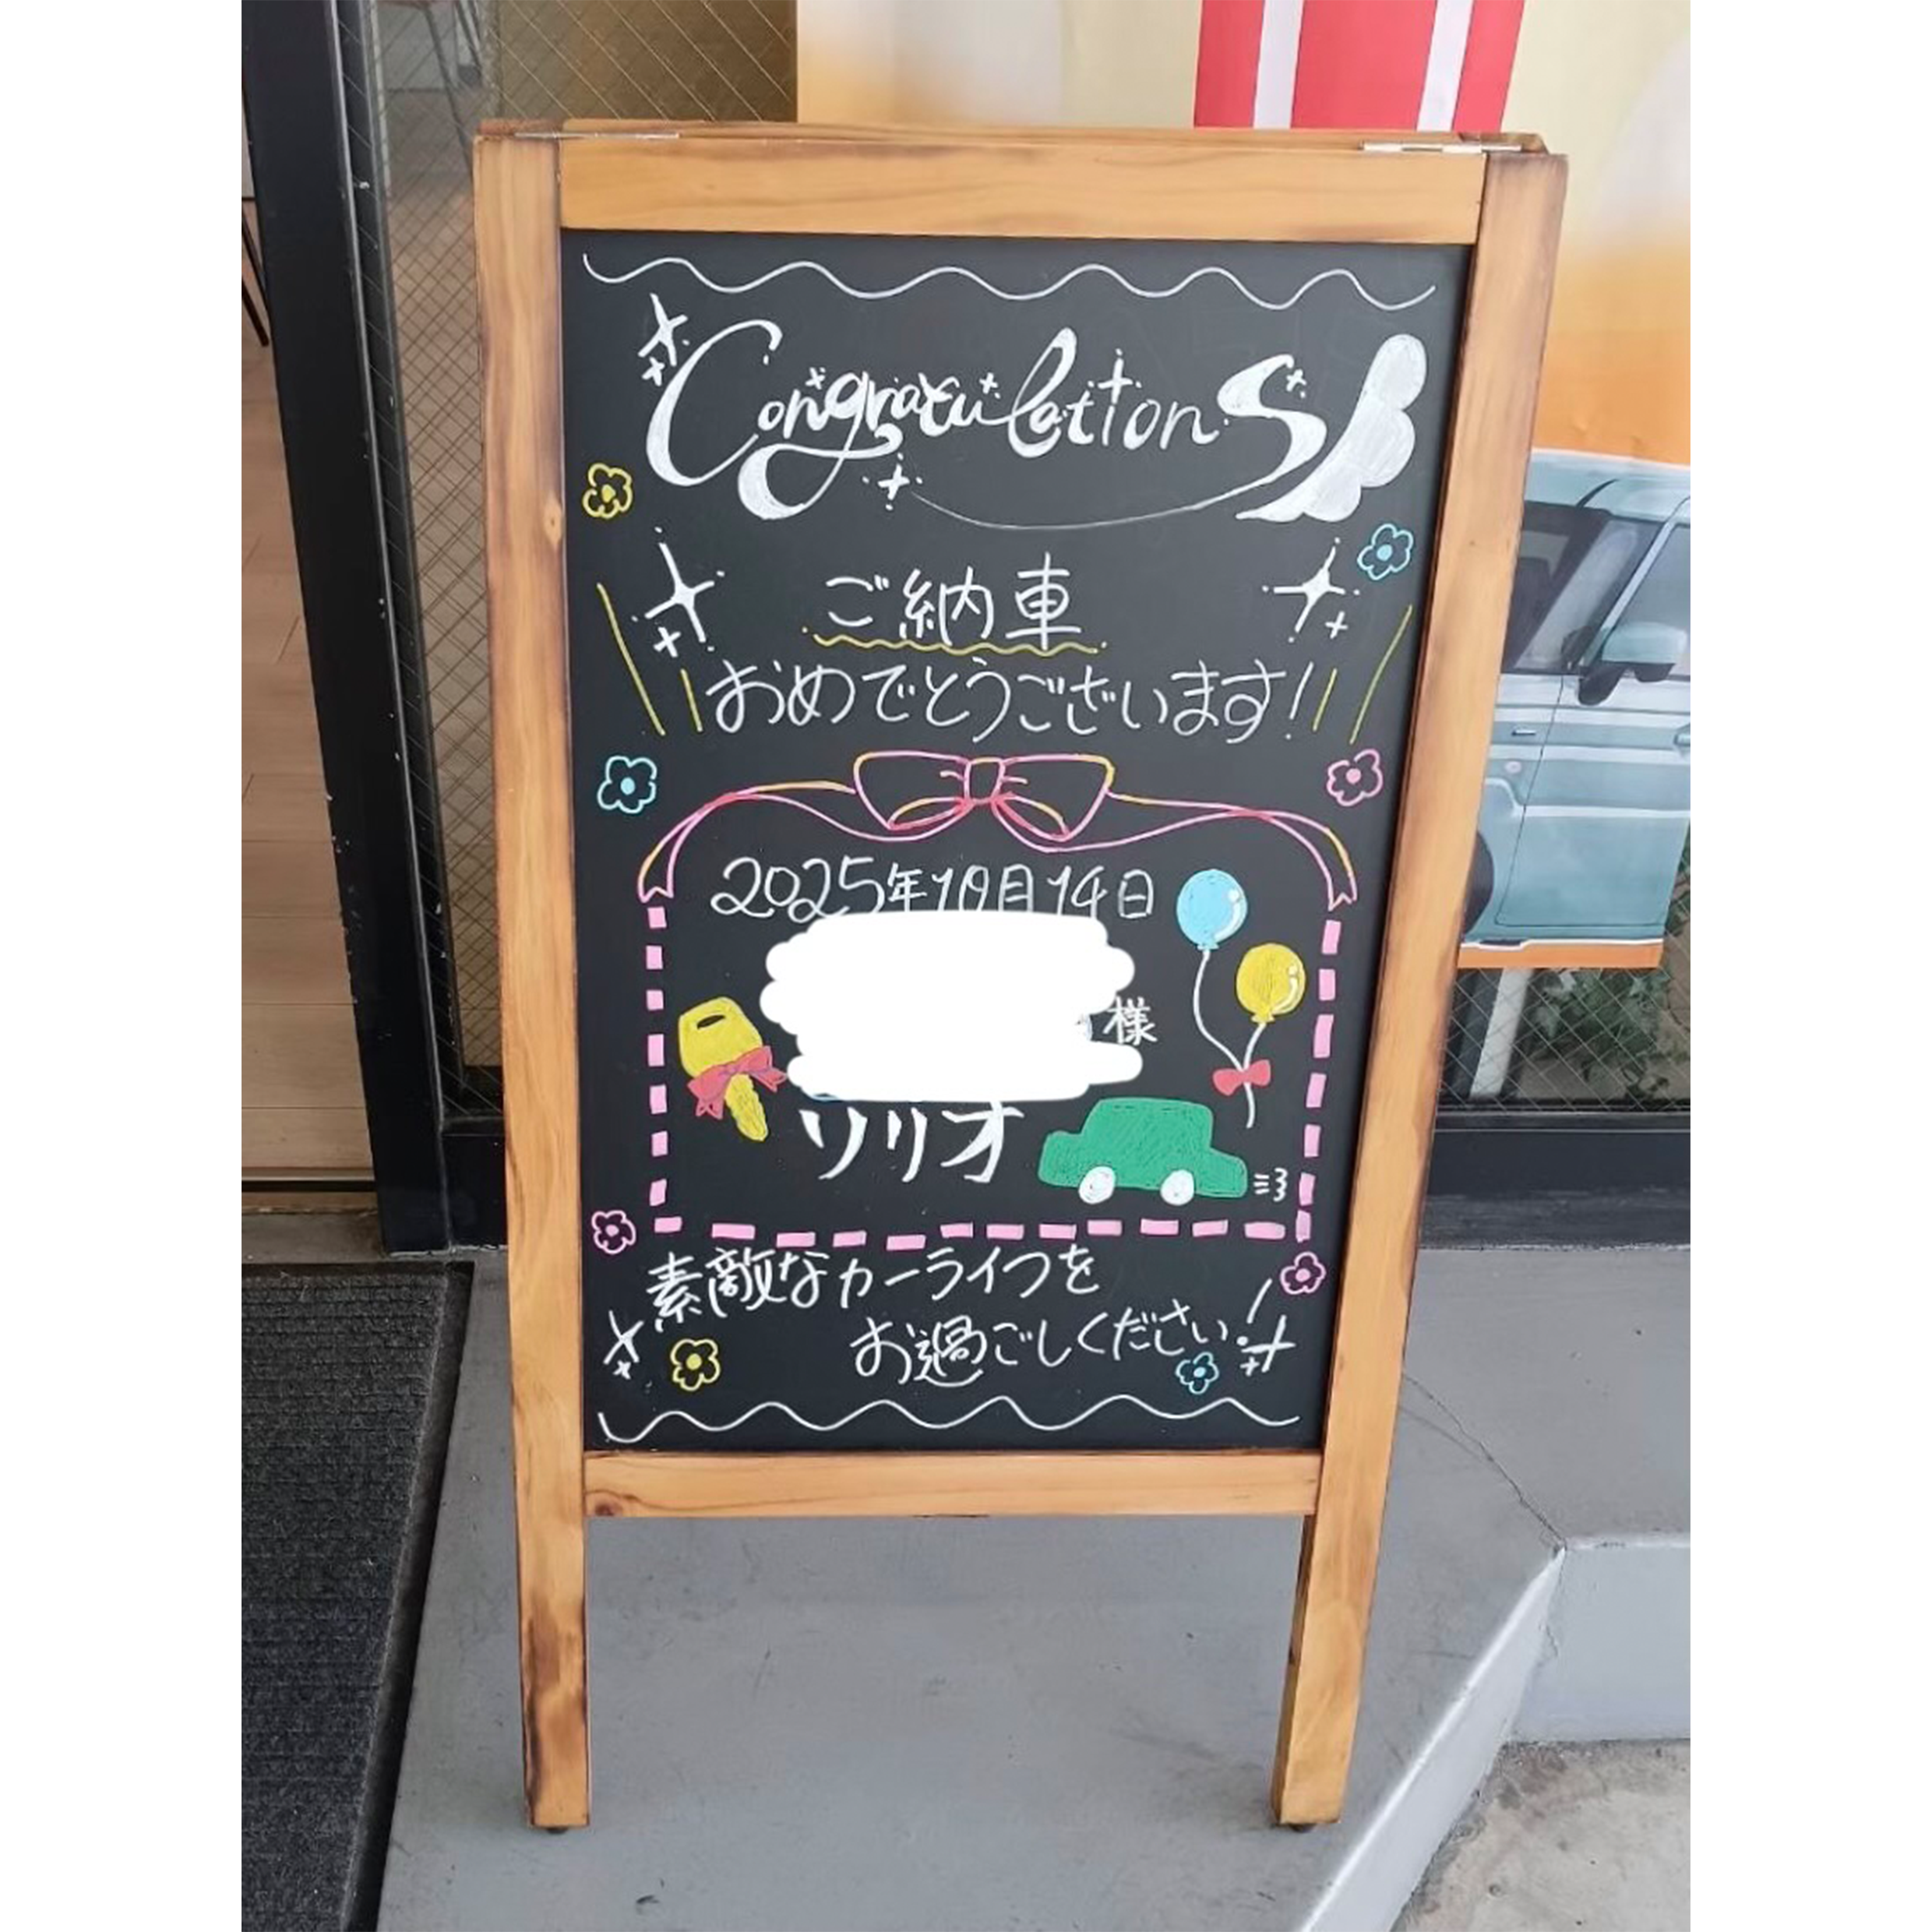 Congratulations
ご納車
おめでとうございます!
2025年10月14日
様
ソリオ
素敵なカーライフを
お過ごしください!